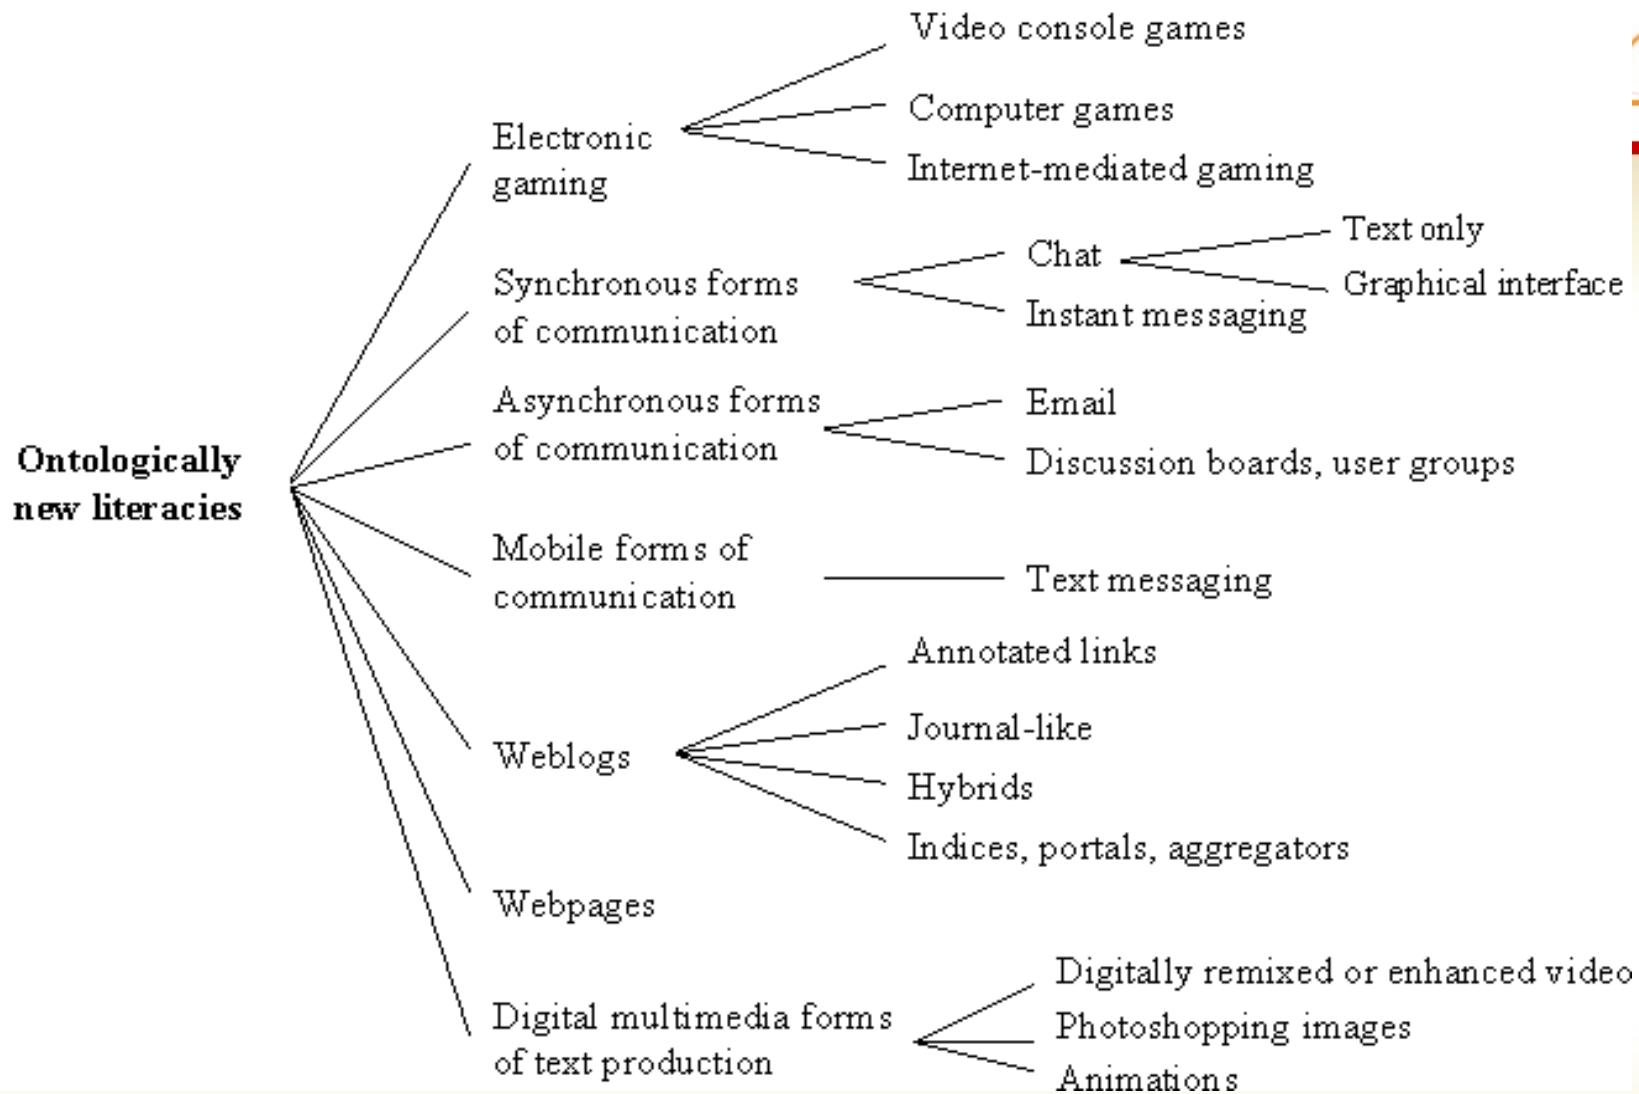 Ontologically
new literacies
Electronic
gaming
Video console games
Computer games
Internet-mediated gaming
Synchronous forms
of communication
Chat
Text only
Graphical interface
Instant messaging
Asynchronous forms
of communication
Email
Discussion boards, user groups
Mobile forms of
communication
Text messaging
Weblogs
Annotated links
Journal-like
Hybrids
Indices, portals, aggregators
Webpages
Digital multimedia forms
of text production
Digitally remixed or enhanced video
Photoshopping images
Animations